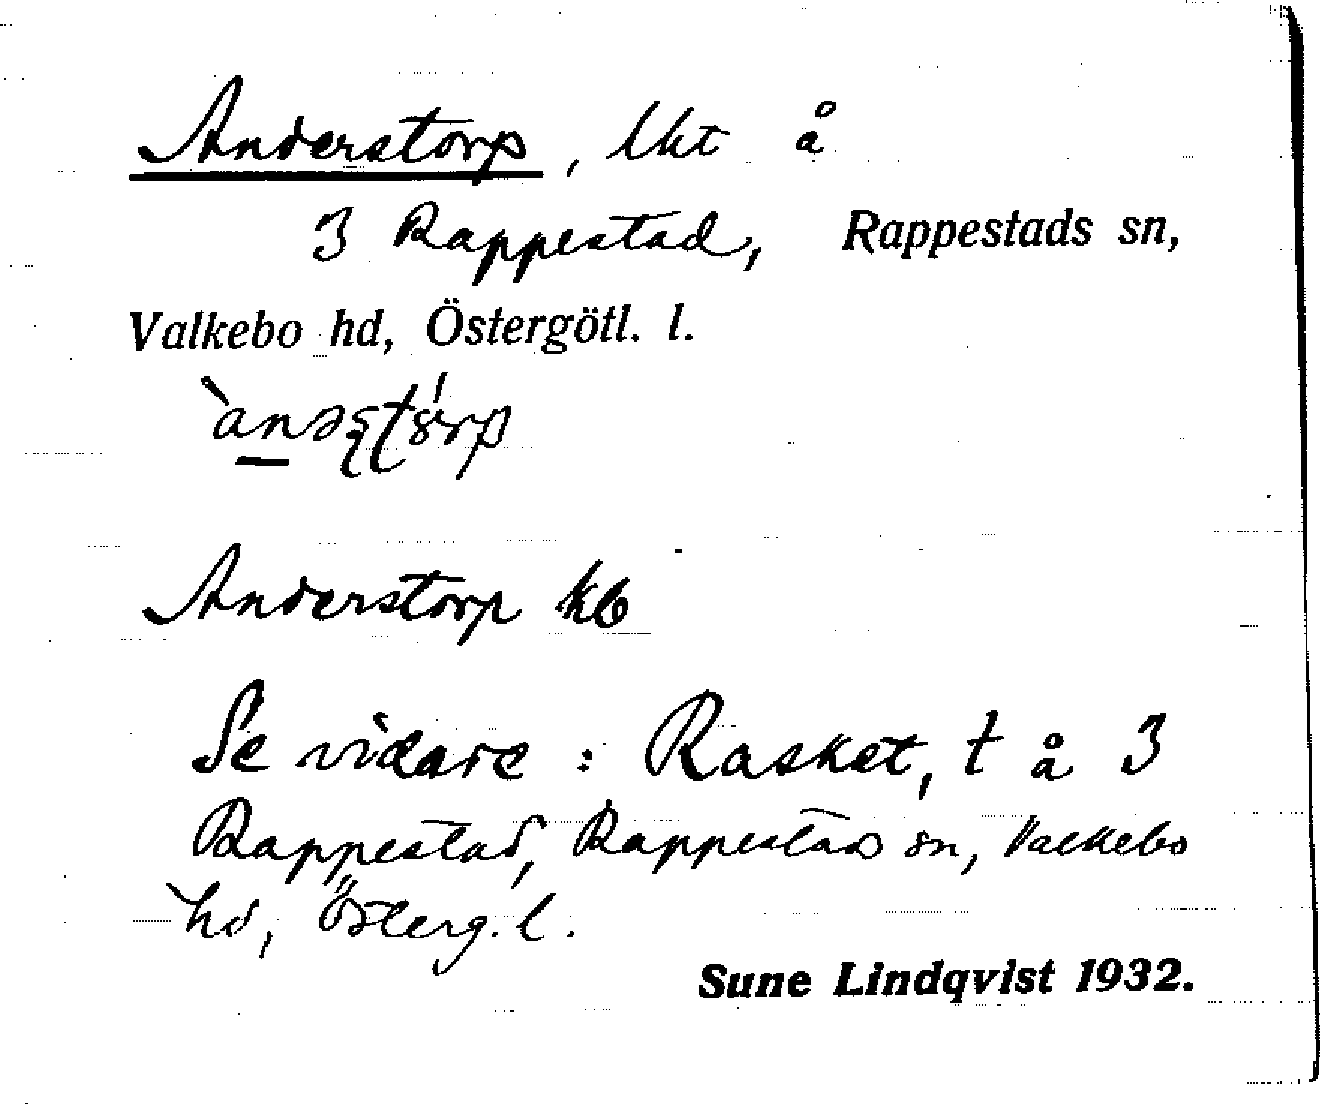 Anderstorp, lkt å
3 Rappestad, Rappestads sn,
Valkebo hd, Östergötl. l.
Anderstorp kb
Se vidare: Rasket, t å 3
Rappestad, Rappestads sn, Valkebo
hd, Österg. l.
Sune Lindqvist 1932.